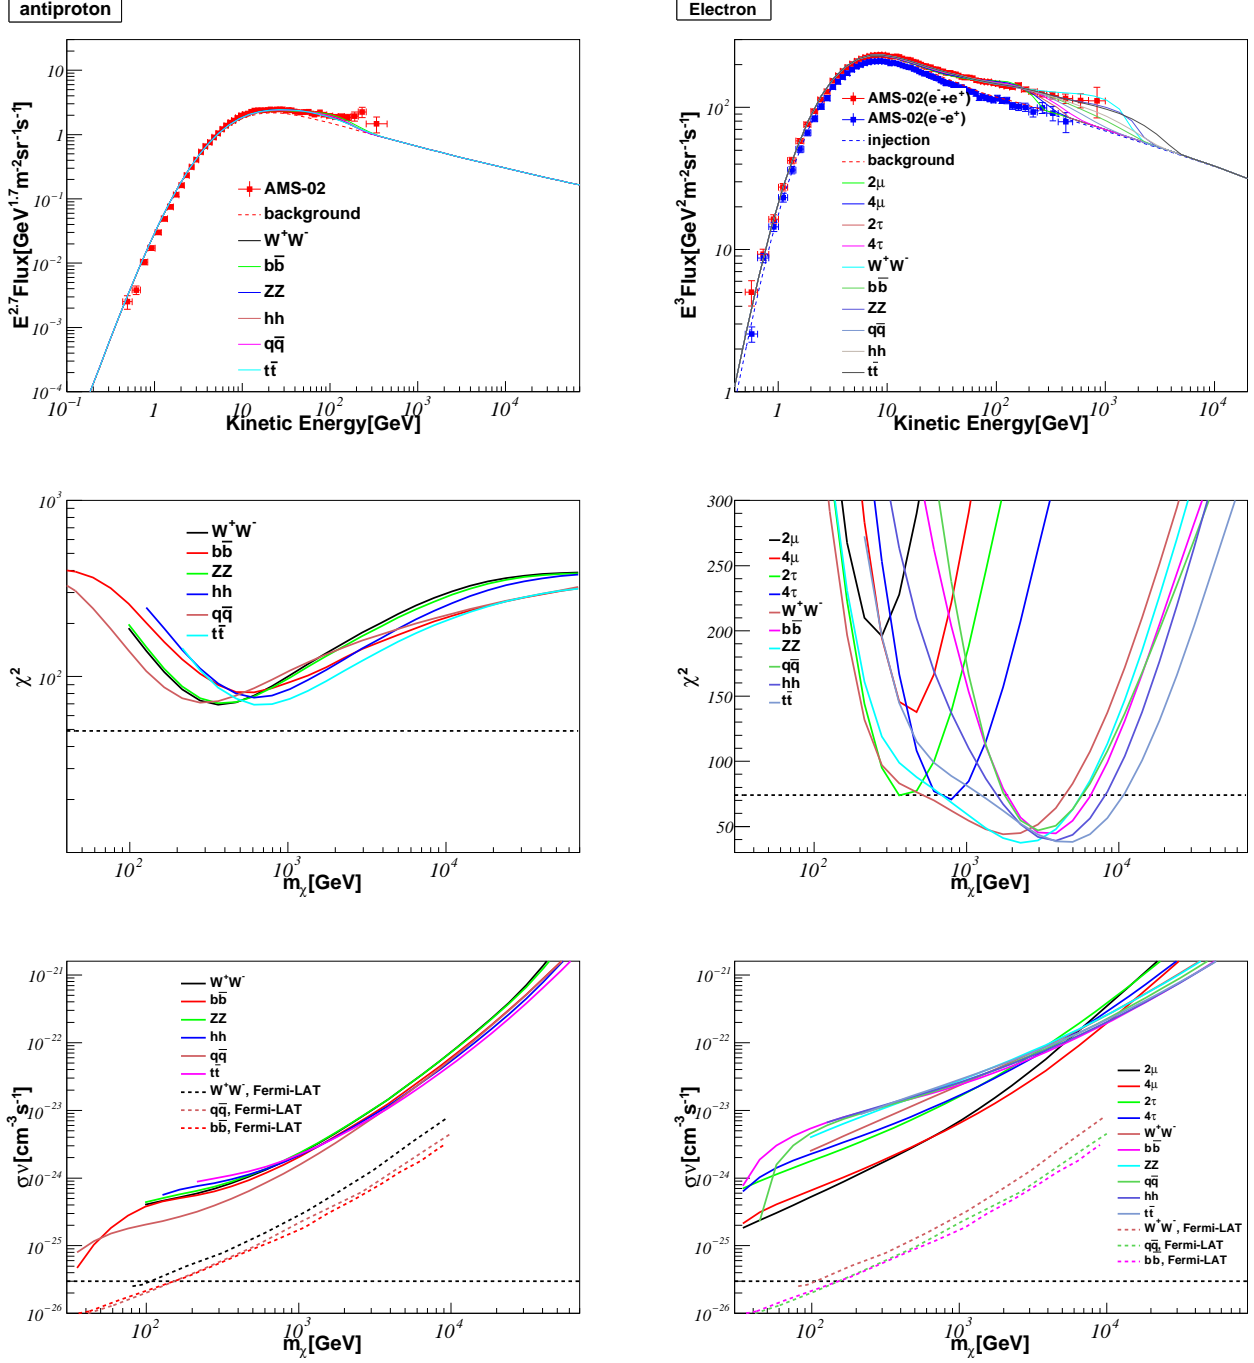 antiproton
E^2.7Flux[GeV^1.7m^-2sr^-1s^-1]
10
1
10^-1
10^-2
10^-3
10^-4
AMS-02
background
W^+W^-
bb̄
ZZ
hh
qq̄
tt̄
10^-1 1 10 10^2 10^3 10^4
Kinetic Energy[GeV]
Electron
E^3Flux[GeV^2m^-2sr^-1s^-1]
10^2
10
1
AMS-02(e^-+e^+)
AMS-02(e^--e^+)
injection
background
2μ
4μ
2τ
4τ
W^+W^-
bb̄
ZZ
qq̄
hh
tt̄
1 10 10^2 10^3 10^4
Kinetic Energy[GeV]
χ^2
10^3
10^2
W^+W^-
bb̄
ZZ
hh
qq̄
tt̄
10^2 10^3 10^4
m_χ[GeV]
χ^2
300
250
200
150
100
50
2μ
4μ
2τ
4τ
W^+W^-
bb̄
ZZ
qq̄
hh
tt̄
10^2 10^3 10^4
m_χ[GeV]
σν[cm^-3s^-1]
10^-21
10^-22
10^-23
10^-24
10^-25
10^-26
W^+W^-
bb̄
ZZ
hh
qq̄
tt̄
W^+W^-, Fermi-LAT
qq̄, Fermi-LAT
bb̄, Fermi-LAT
10^2 10^3 10^4
m_χ[GeV]
σν[cm^-3s^-1]
10^-21
10^-22
10^-23
10^-24
10^-25
10^-26
2μ
4μ
2τ
4τ
W^+W^-
bb̄
ZZ
qq̄
hh
tt̄
W^+W^-, Fermi-LAT
qq̄, Fermi-LAT
bb̄, Fermi-LAT
10^2 10^3 10^4
m_χ[GeV]